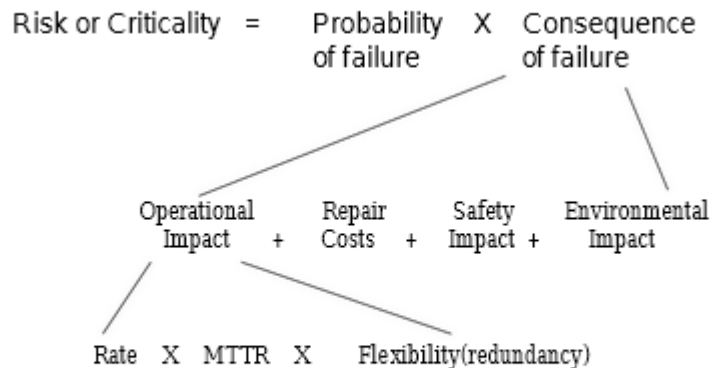 Risk or Criticality = Probability X Consequence
of failure of failure
Operational Repair Safety Environmental
Impact + Costs + Impact + Impact
Rate X MTTR X Flexibility(redundancy)